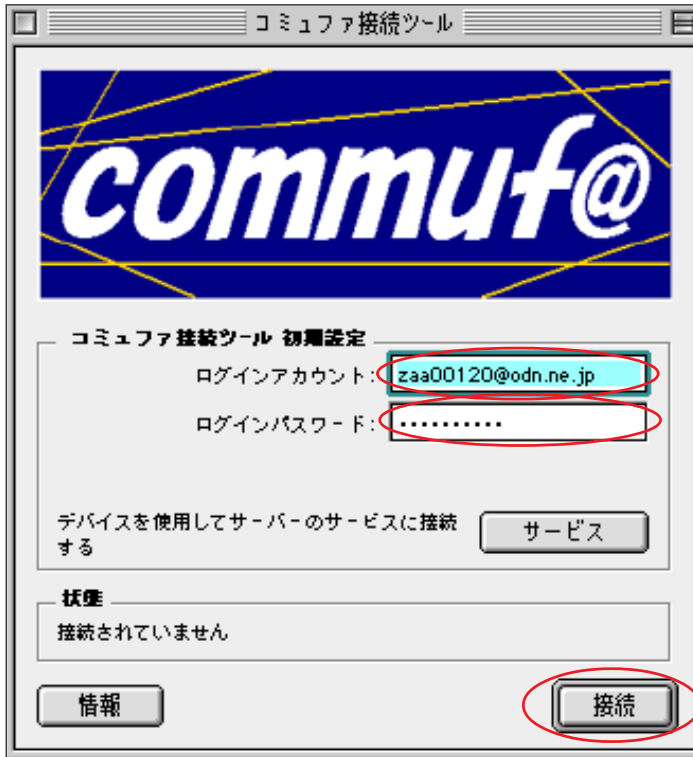 コミュファ接続ツール
commuf@
コミュファ接続ツール 初期設定
ログインアカウント:
zaa00120@odn.ne.jp
ログインパスワード:
••••••••••
デバイスを使用してサーバーのサービスに接続
する
サービス
状態
接続されていません
情報
接続